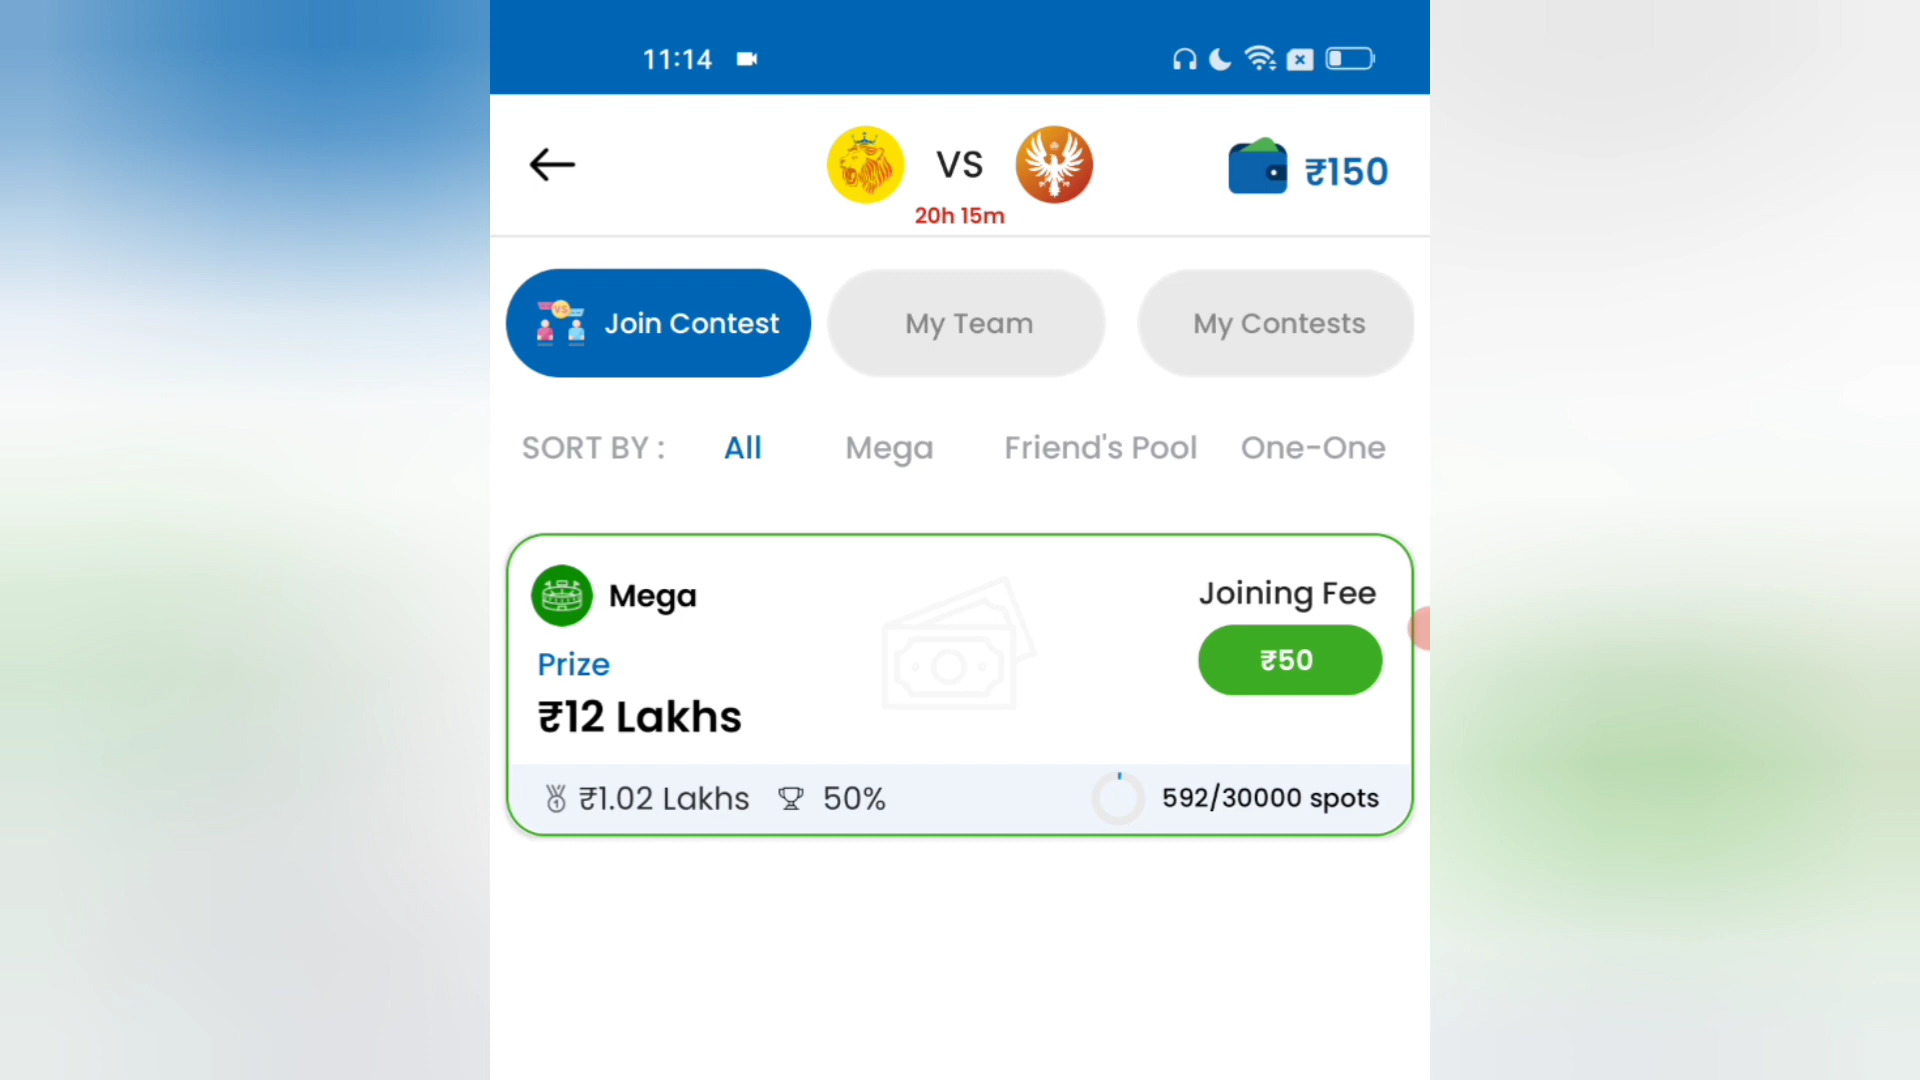 11:14
VS
₹150
20h 15m
Join Contest
My Team
My Contests
SORT BY :
All
Mega
Friend's Pool
One-One
Mega
Joining Fee
₹50
Prize
₹12 Lakhs
₹1.02 Lakhs
50%
592/30000 spots